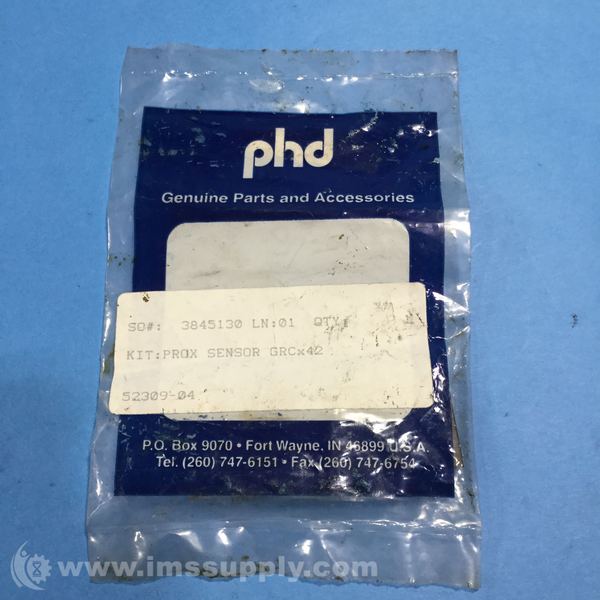 phd
Genuine Parts and Accessories
SO#: 3845130 LN:01 QTY:
KIT:PROX SENSOR GRCx42
52309-04
P.O. Box 9070 • Fort Wayne, IN 46899 U.S.A.
Tel. (260) 747-6151 • Fax (260) 747-6754
www.imssupply.com